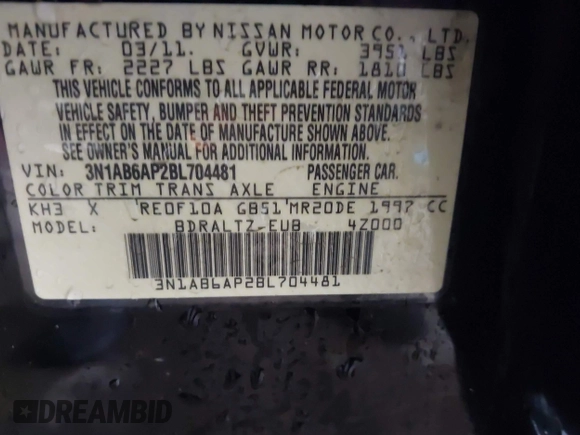 MANUFACTURED BY NISSAN MOTOR CO., LTD.
DATE: 03/11. GVWR: 3951 LBS
GAWR FR: 2227 LBS GAWR RR: 1810 LBS
THIS VEHICLE CONFORMS TO ALL APPLICABLE FEDERAL MOTOR
VEHICLE SAFETY, BUMPER AND THEFT PREVENTION STANDARDS
IN EFFECT ON THE DATE OF MANUFACTURE SHOWN ABOVE.
SEE OWNER'S MANUAL FOR ADDITIONAL INFORMATION.
VIN: 3N1AB6AP2BL704481 PASSENGER CAR.
COLOR TRIM TRANS AXLE ENGINE
KH3 X RE0F10A GB51 MR20DE 1997 CC
MODEL: BDRALTZ-EUB 4Z000
3N1AB6AP2BL704481
DREAMBID